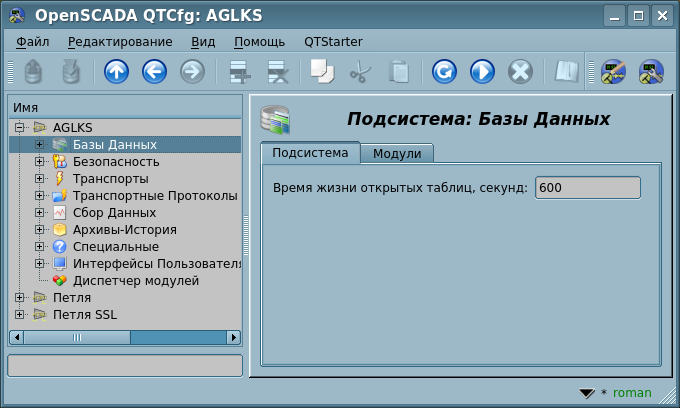 OpenSCADA QTCfg: AGLKS
Файл Редактирование Вид Помощь QTStarter
Имя
AGLKS
Базы Данных
Безопасность
Транспорты
Транспортные Протоколы
Сбор Данных
Архивы-История
Специальные
Интерфейсы Пользователя
Диспетчер модулей
Петля
Петля SSL
Подсистема: Базы Данных
Подсистема Модули
Время жизни открытых таблиц, секунд: 600
* roman